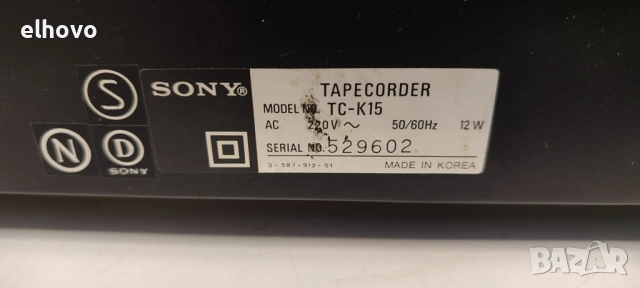 elhovo
S
N
D
SONY
SONY®
TAPECORDER
MODEL NO. TC-K15
AC 220V ~ 50/60Hz 12W
SERIAL NO. 529602
3-587-912-01
MADE IN KOREA
BAZAR